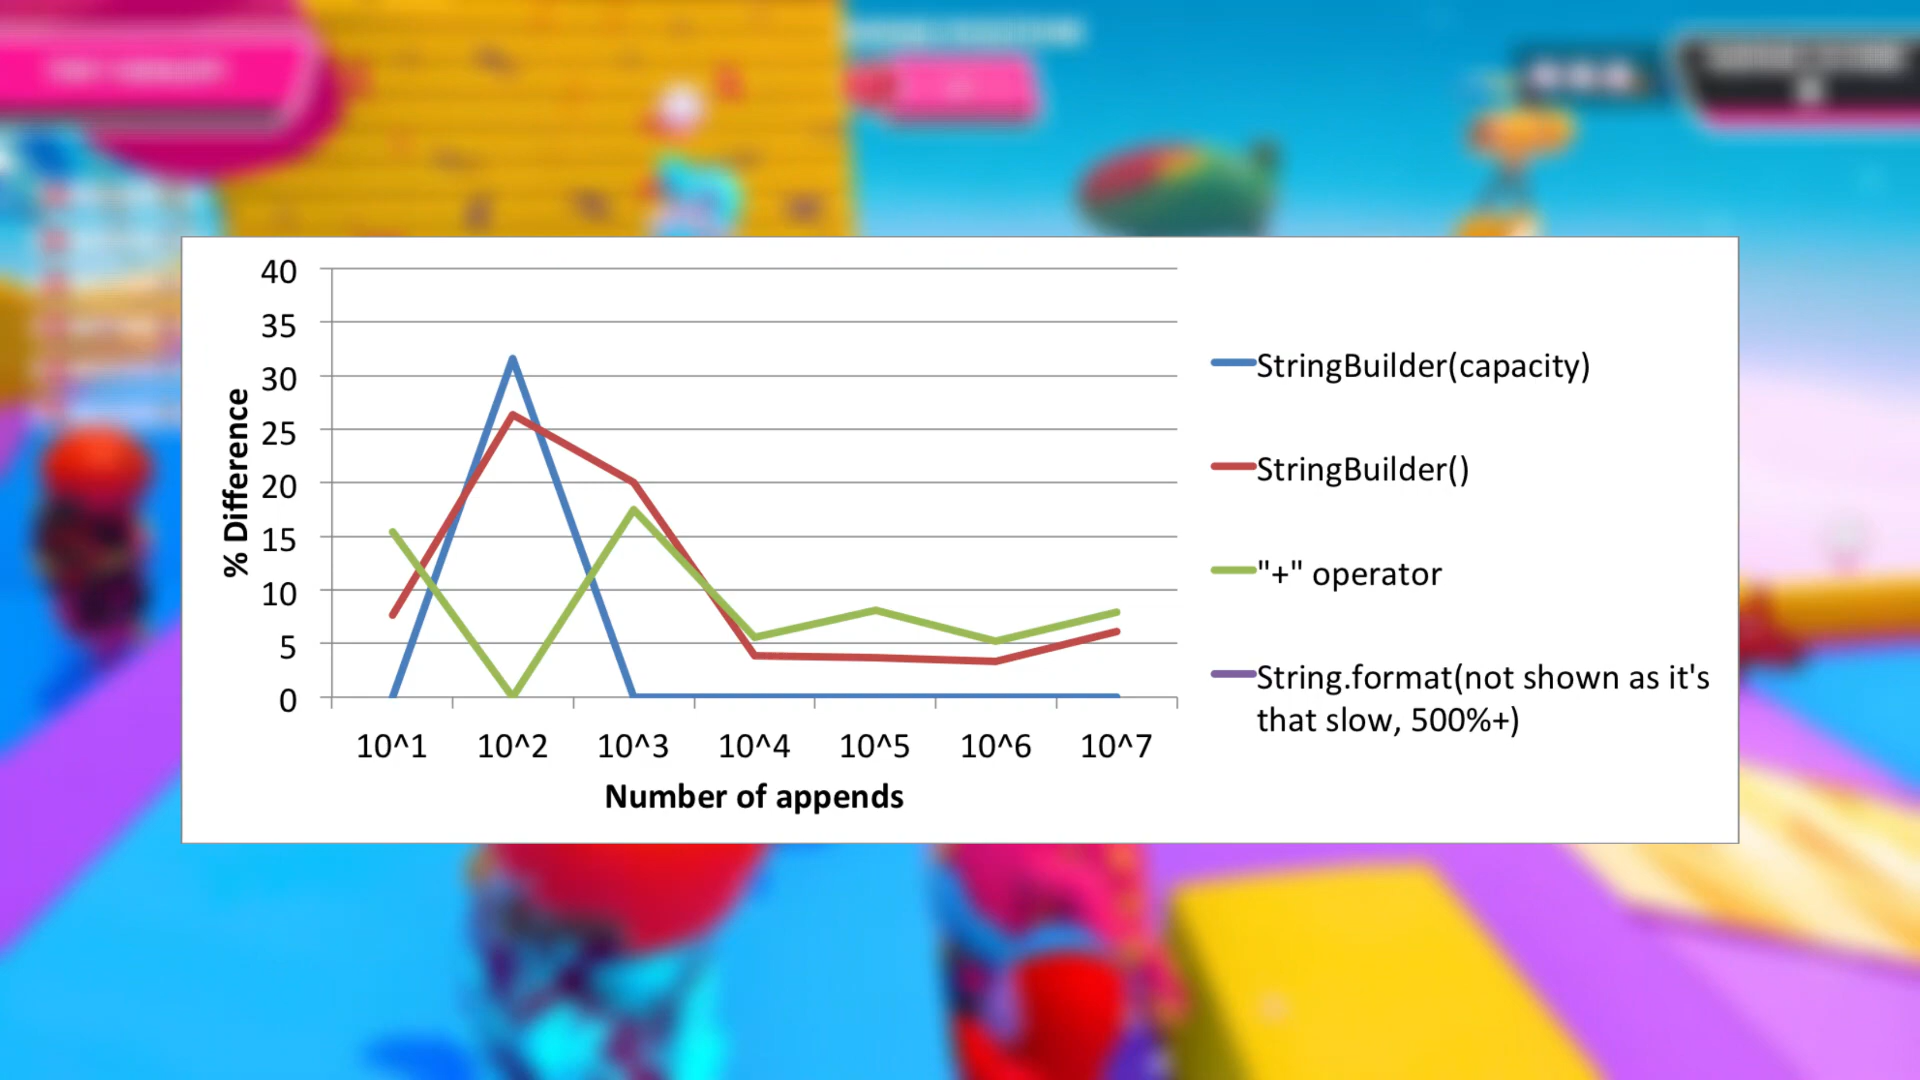 40
35
30
25
20
15
10
5
0
% Difference
10^1 10^2 10^3 10^4 10^5 10^6 10^7
Number of appends
StringBuilder(capacity)
StringBuilder()
"+" operator
String.format(not shown as it's
that slow, 500%+)